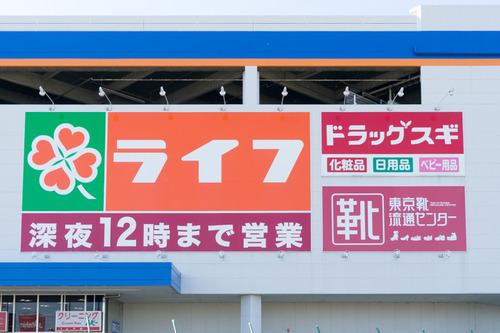 ライフ
深夜12時まで営業
ドラッグスギ
化粧品 日用品 ベビー用品
靴
東京靴
流通センター
クリーニング